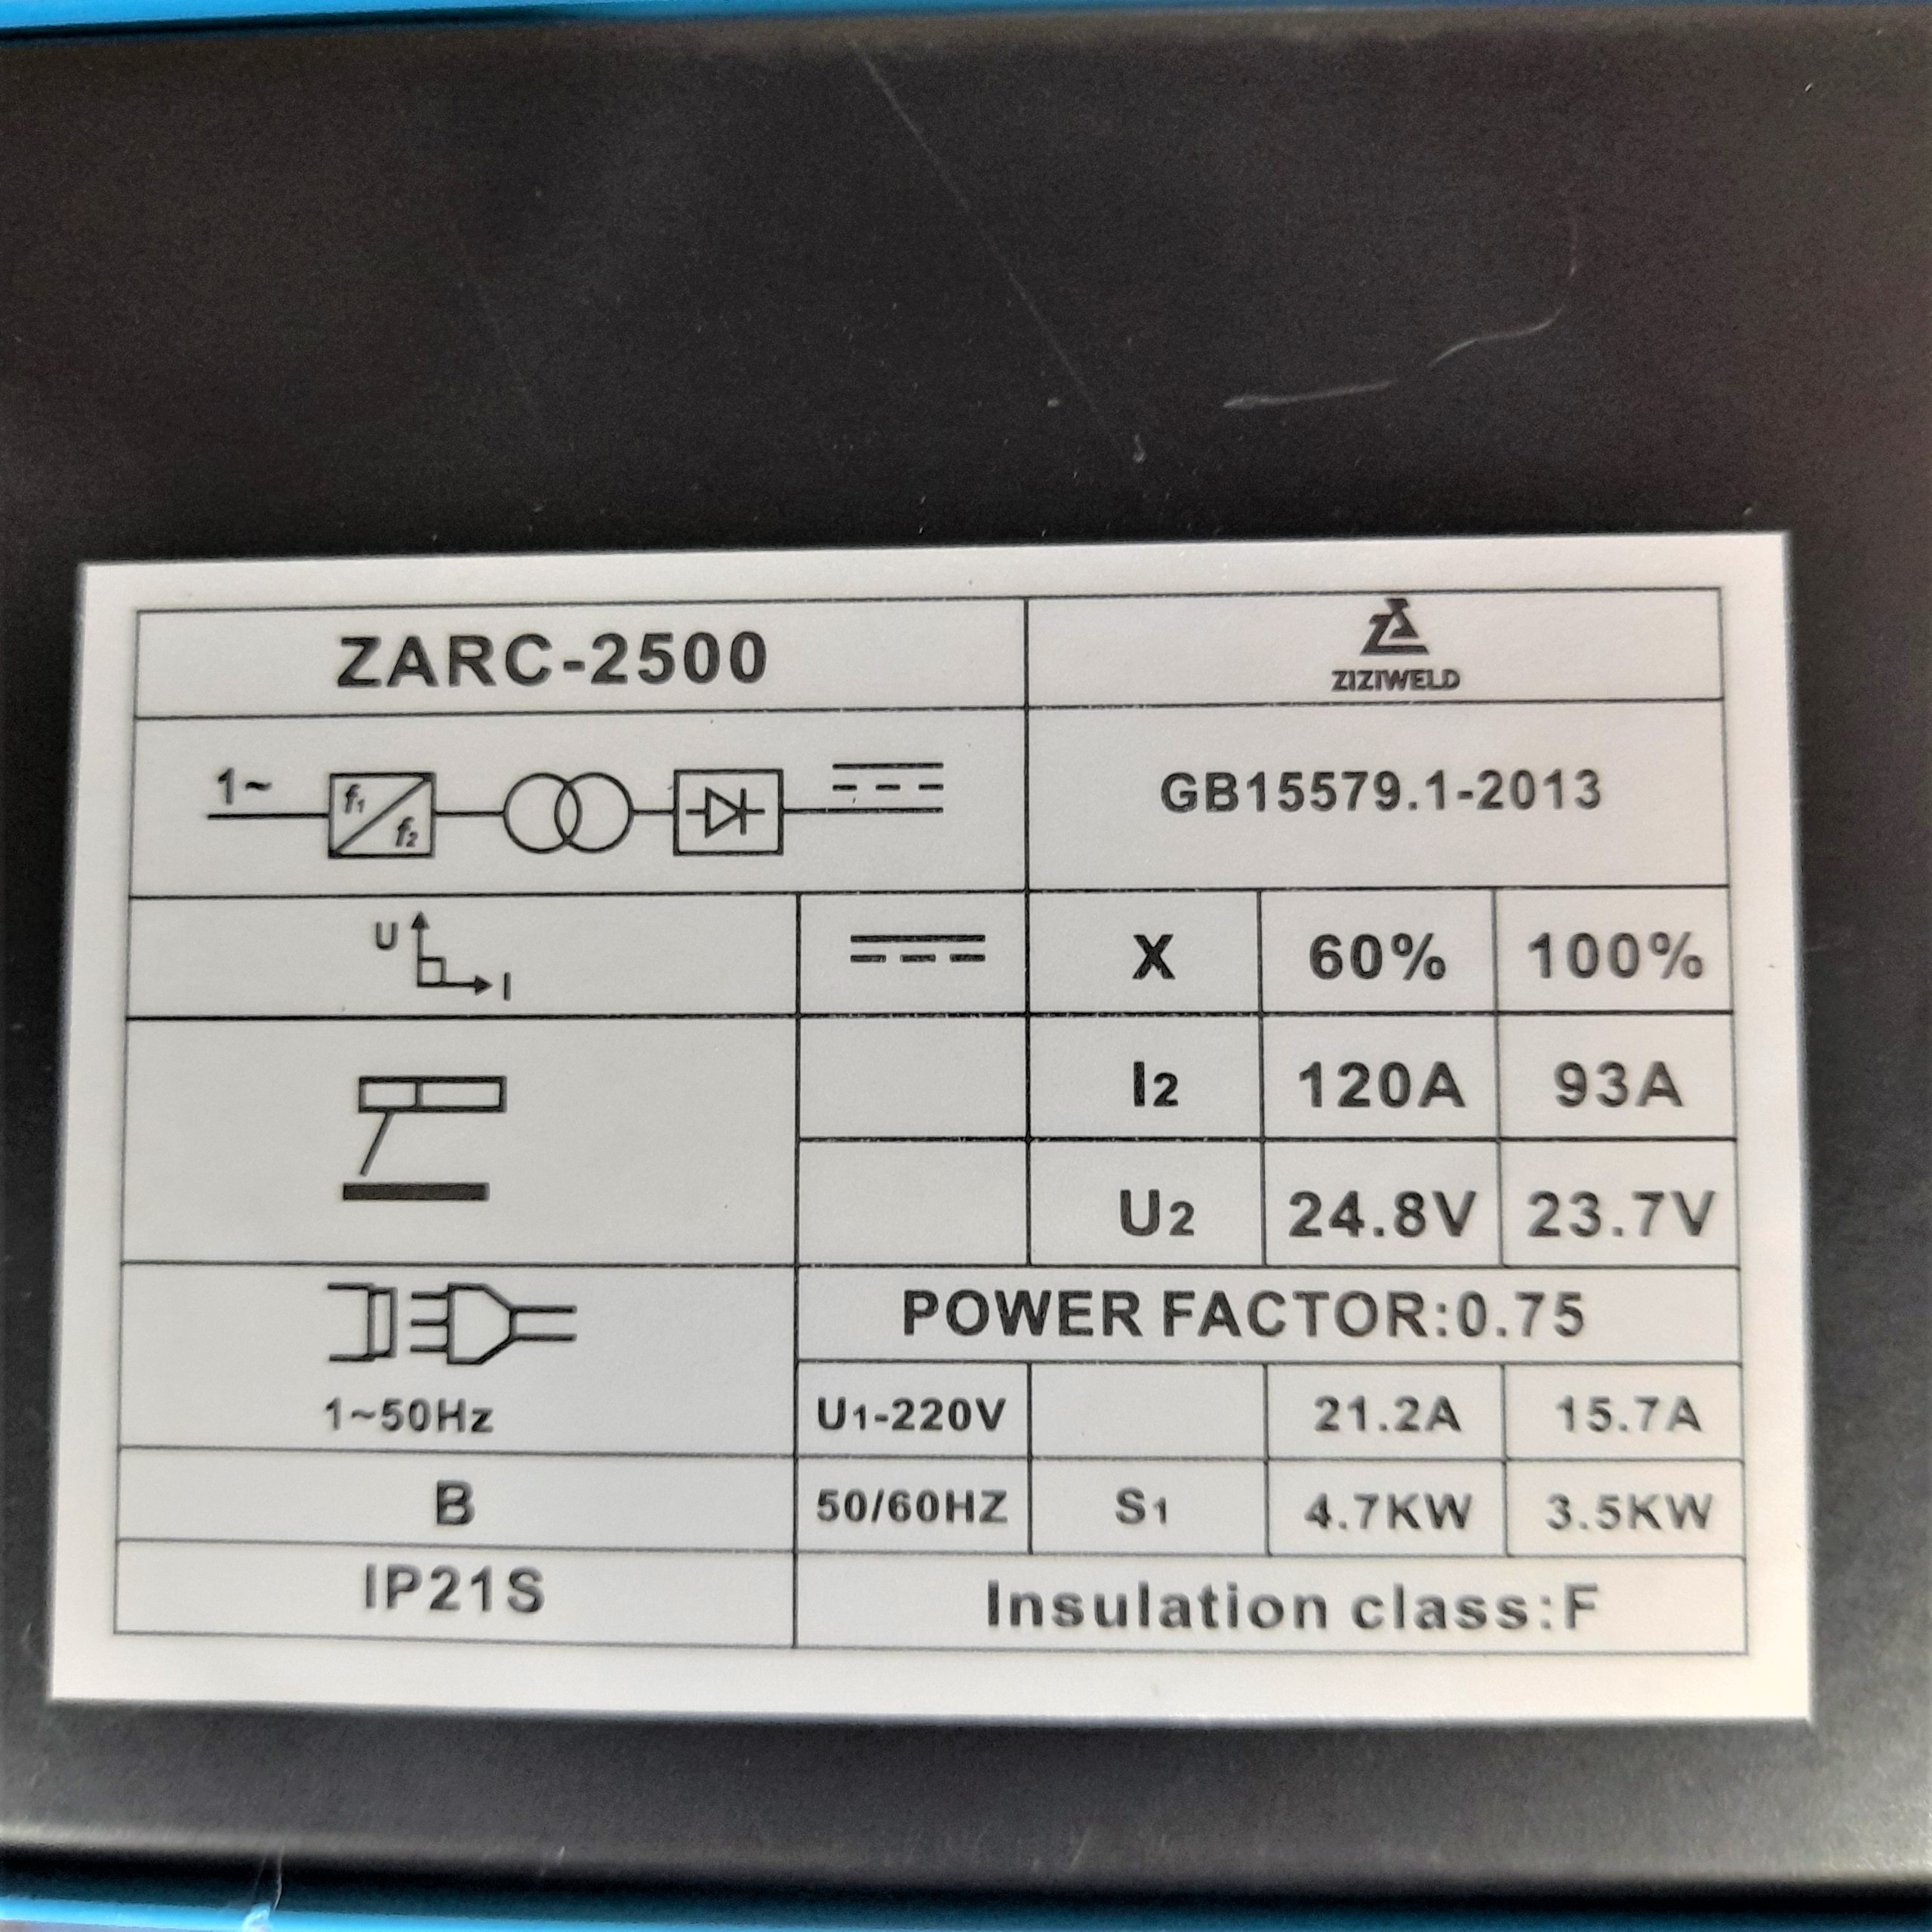 ZARC-2500
ZIZIWELD
1~ f1 f2
GB15579.1-2013
U I
X 60% 100%
I2 120A 93A
U2 24.8V 23.7V
POWER FACTOR:0.75
1~50Hz
U1-220V 21.2A 15.7A
B 50/60HZ S1 4.7KW 3.5KW
IP21S Insulation class:F